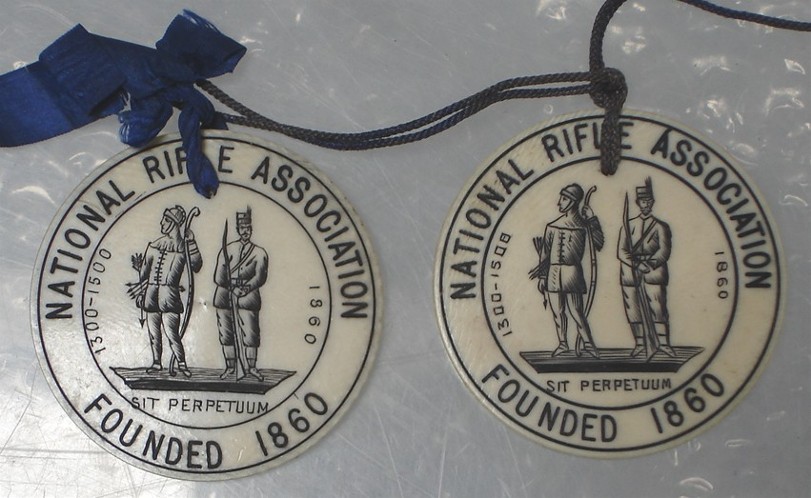 NATIONAL RIFLE ASSOCIATION
1300-1500
1860
SIT PERPETUUM
FOUNDED 1860
NATIONAL RIFLE ASSOCIATION
1300-1500
1860
SIT PERPETUUM
FOUNDED 1860